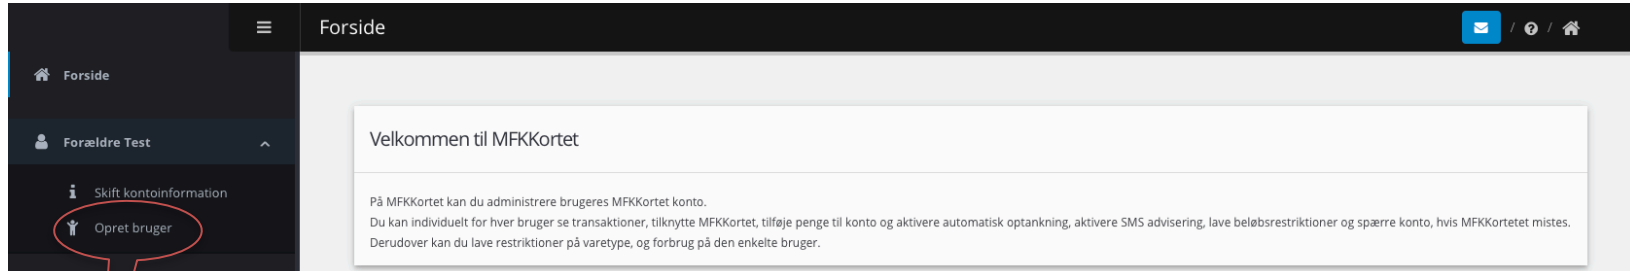 Forside
/ /
Forside
Forældre Test
Skift kontoinformation
Opret bruger
Velkommen til MFKKortet
På MFKKortet kan du administrere brugeres MFKKortet konto.
Du kan individuelt for hver bruger se transaktioner, tilknytte MFKKortet, tilføje penge til konto og aktivere automatisk optankning, aktivere SMS advisering, lave beløbsrestriktioner og spærre konto, hvis MFKKortetet mistes.
Derudover kan du lave restriktioner på varetype, og forbrug på den enkelte bruger.